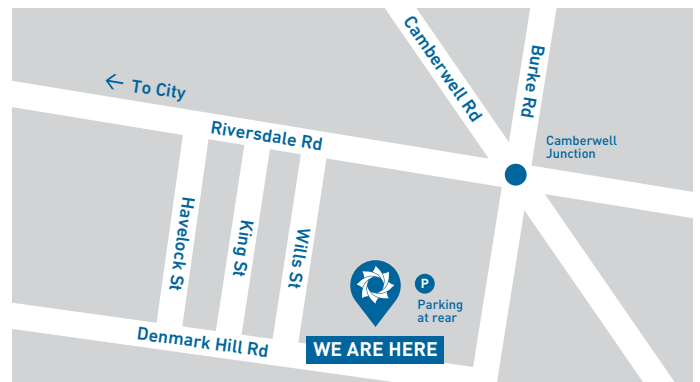 Camberwell Rd
Burke Rd
← To City
Riversdale Rd
Camberwell
Junction
Havelock St
King St
Wills St
P
Parking
at rear
Denmark Hill Rd
WE ARE HERE